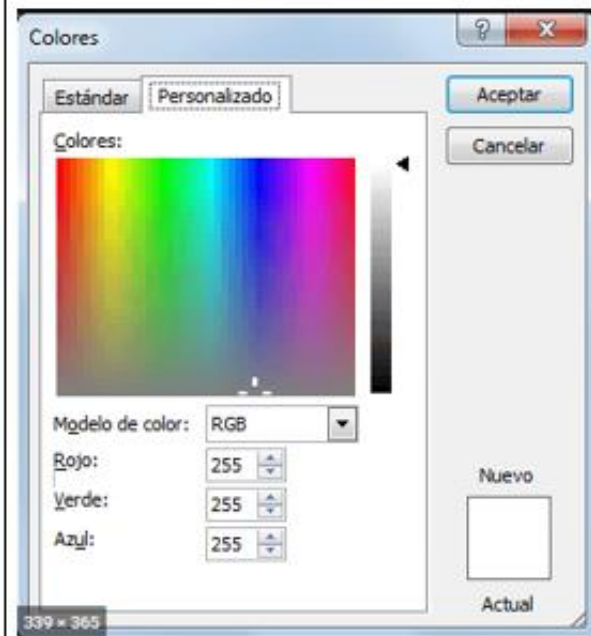 Colores
?
X
Estándar
Personalizado
Aceptar
Colores:
Cancelar
Modelo de color: RGB
Rojo: 255
Verde: 255
Azul: 255
Nuevo
Actual
339 × 365